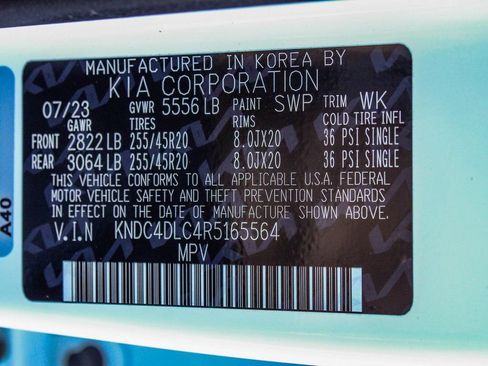 MANUFACTURED IN KOREA BY
KIA CORPORATION
07/23 GVWR 5556 LB PAINT SWP TRIM WK
GAWR TIRES RIMS COLD TIRE INFL
FRONT 2822 LB 255/45R20 8.0JX20 36 PSI SINGLE
REAR 3064 LB 255/45R20 8.0JX20 36 PSI SINGLE
THIS VEHICLE CONFORMS TO ALL APPLICABLE U.S.A. FEDERAL
MOTOR VEHICLE SAFETY AND THEFT PREVENTION STANDARDS
IN EFFECT ON THE DATE OF MANUFACTURE SHOWN ABOVE.
V.I.N KNDC4DLC4R5165564
MPV
A40